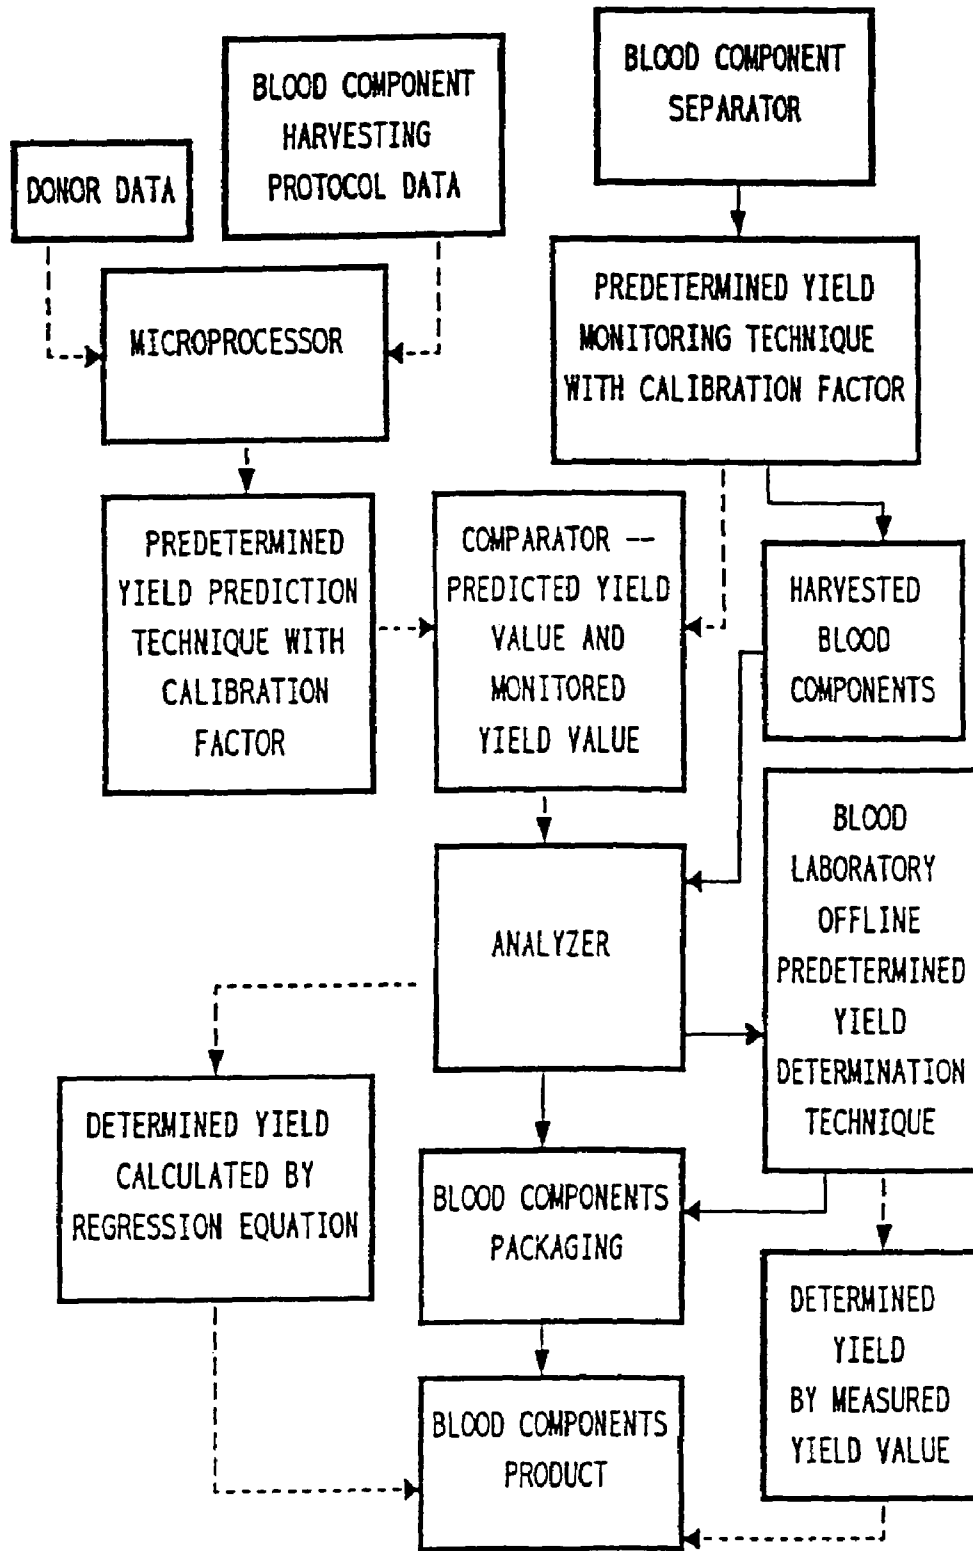 BLOOD COMPONENT
HARVESTING
PROTOCOL DATA
BLOOD COMPONENT
SEPARATOR
DONOR DATA
MICROPROCESSOR
PREDETERMINED YIELD
MONITORING TECHNIQUE
WITH CALIBRATION FACTOR
PREDETERMINED
YIELD PREDICTION
TECHNIQUE WITH
CALIBRATION
FACTOR
COMPARATOR --
PREDICTED YIELD
VALUE AND
MONITORED
YIELD VALUE
HARVESTED
BLOOD
COMPONENTS
ANALYZER
BLOOD
LABORATORY
OFFLINE
PREDETERMINED
YIELD
DETERMINATION
TECHNIQUE
DETERMINED YIELD
CALCULATED BY
REGRESSION EQUATION
BLOOD COMPONENTS
PACKAGING
DETERMINED
YIELD
BY MEASURED
YIELD VALUE
BLOOD COMPONENTS
PRODUCT